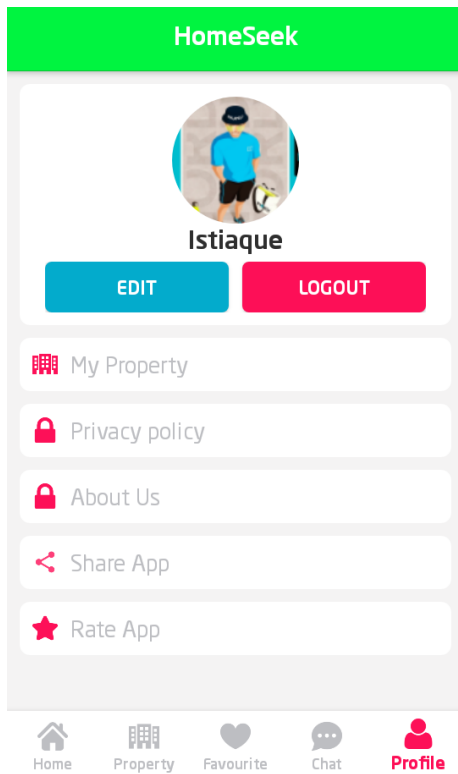 HomeSeek
Istiaque
EDIT LOGOUT
My Property
Privacy policy
About Us
Share App
Rate App
Home Property Favourite Chat Profile